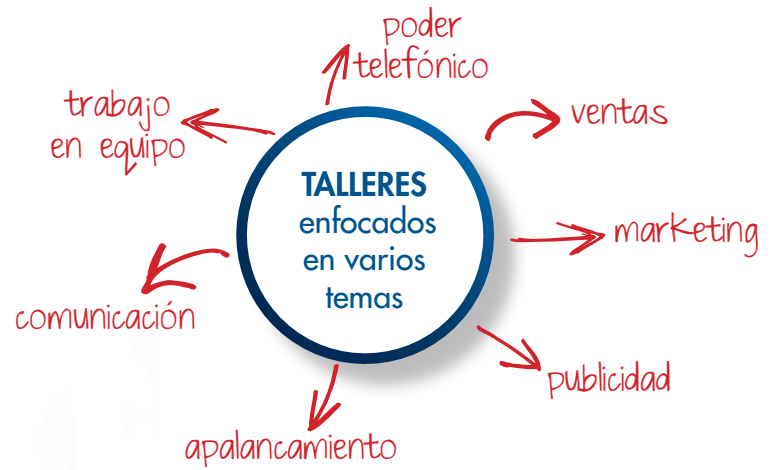 poder
telefónico
trabajo
en equipo
ventas
TALLERES
enfocados
en varios
temas
marketing
comunicación
publicidad
apalancamiento